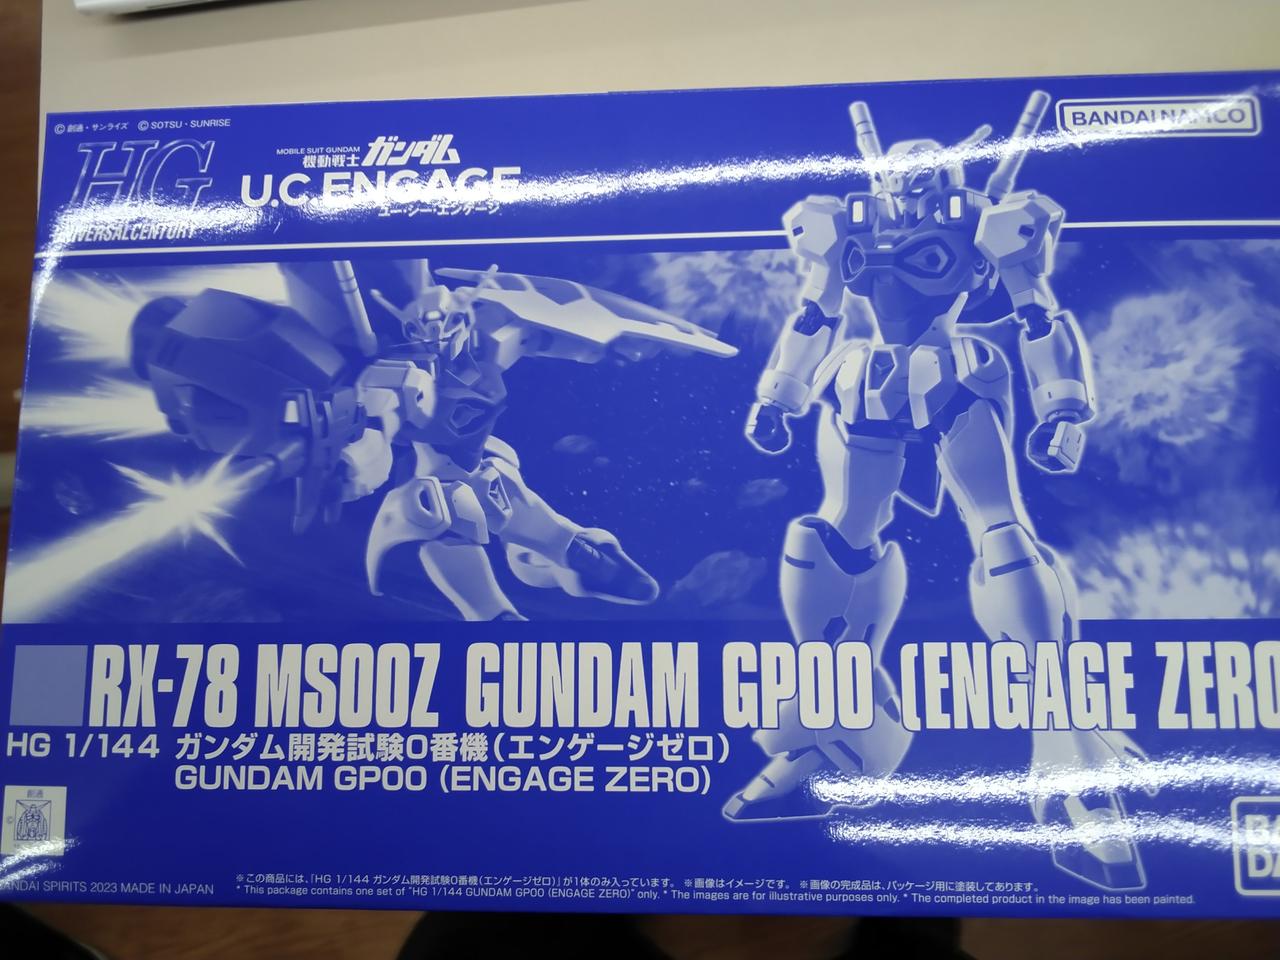 © 創通・サンライズ © SOTSU・SUNRISE
HG
MOBILE SUIT GUNDAM
機動戦士ガンダム
U.C.ENGAGE
ユー・シー・エンゲージ
BANDAI NAMCO
RX-78 MS00Z GUNDAM GP00 (ENGAGE ZERO
HG 1/144 ガンダム開発試験0番機(エンゲージゼロ)
GUNDAM GP00 (ENGAGE ZERO)
創通
©
BANDAI SPIRITS 2023 MADE IN JAPAN
※この商品には、「HG 1/144 ガンダム開発試験0番機(エンゲージゼロ)」が1体のみ入っています。 ※画像はイメージです。 ※画像の完成品は、パッケージ用に塗装してあります。
* This package contains one set of "HG 1/144 GUNDAM GP00 (ENGAGE ZERO)" only. * The images are for illustrative purposes only. * The completed product in the image has been painted.